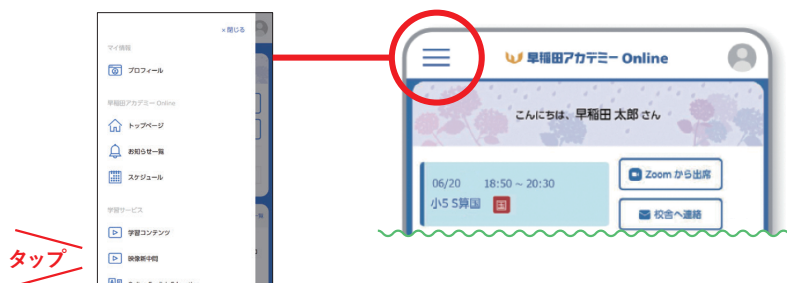 ×閉じる
マイ情報
プロフィール
早稲田アカデミー Online
トップページ
お知らせ一覧
スケジュール
学習サービス
学習コンテンツ
映像新中間
タップ
早稲田アカデミー Online
こんにちは、早稲田 太郎 さん
06/20 18:50 ~ 20:30
小5 S算国 国
Zoom から出席
校舎へ連絡